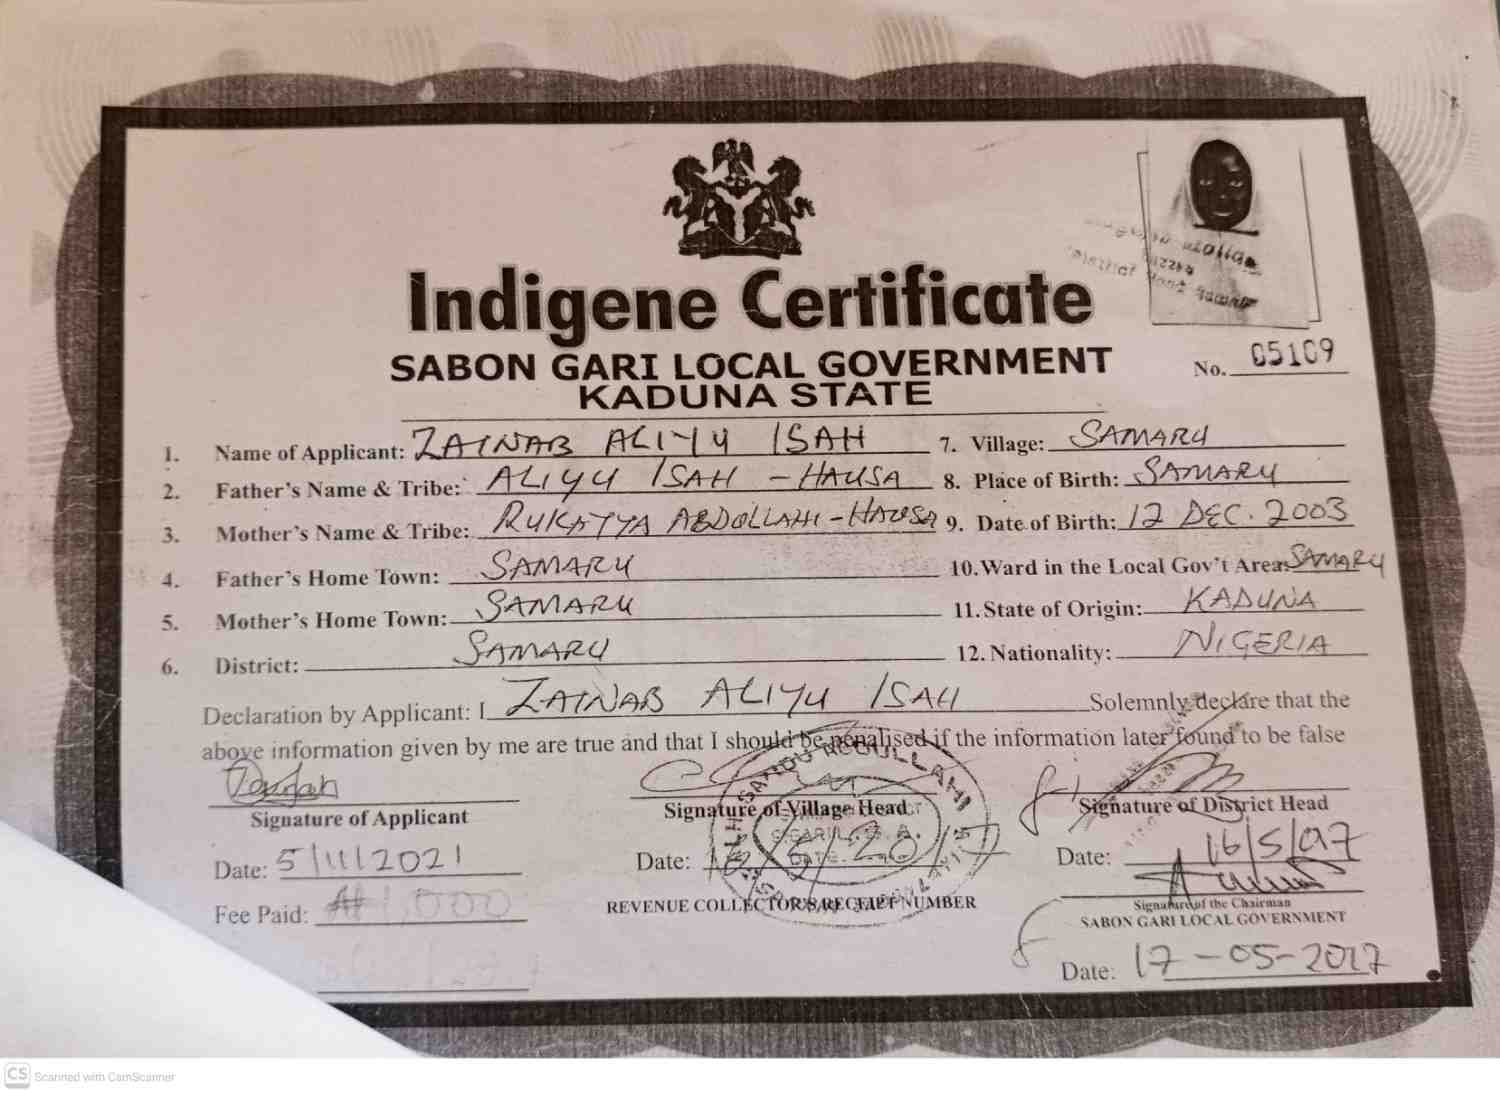 Indigene Certificate
SABON GARI LOCAL GOVERNMENT
KADUNA STATE
No. 05109
1. Name of Applicant: ZAINAB ALIYU ISAH
2. Father's Name & Tribe: ALIYU ISAH - HAUSA
3. Mother's Name & Tribe: RUKAIYA ABDULLAHI - HAUSA
4. Father's Home Town: SAMARU
5. Mother's Home Town: SAMARU
6. District: SAMARU
7. Village: SAMARU
8. Place of Birth: SAMARU
9. Date of Birth: 12 DEC. 2003
10. Ward in the Local Gov't Area: SAMARU
11. State of Origin: KADUNA
12. Nationality: NIGERIA
Declaration by Applicant: I ZAINAB ALIYU ISAH Solemnly declare that the
above information given by me are true and that I should be penalised if the information later found to be false
Signature of Applicant
Date: 5/11/2021
Fee Paid: ₦1,000
Signature of Village Head
Date:
SANDU ABDULLAHI
DATE
REVENUE COLLECTOR'S RECEIPT NUMBER
Signature of District Head
Date: 16/5/
Signature of the Chairman
SABON GARI LOCAL GOVERNMENT
Date: 17-05-2017
CS Scanned with CamScanner